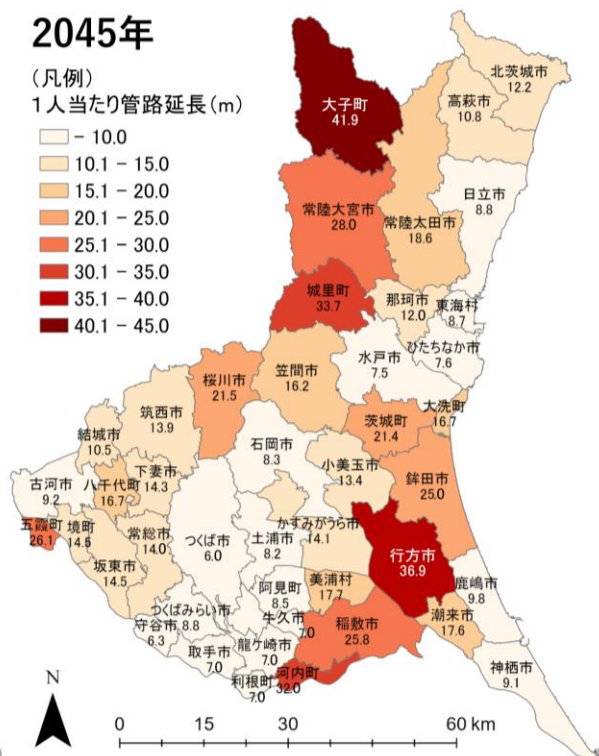 2045年
(凡例)
1人当たり管路延長(m)
- 10.0
10.1 - 15.0
15.1 - 20.0
20.1 - 25.0
25.1 - 30.0
30.1 - 35.0
35.1 - 40.0
40.1 - 45.0
北茨城市
12.2
高萩市
10.8
大子町
41.9
日立市
8.8
常陸大宮市
28.0
常陸太田市
18.6
城里町
33.7
那珂市
12.0
東海村
8.7
ひたちなか市
7.6
水戸市
7.5
笠間市
16.2
桜川市
21.5
大洗町
16.7
茨城町
21.4
筑西市
13.9
結城市
10.5
石岡市
8.3
小美玉市
13.4
鉾田市
25.0
下妻市
14.3
八千代町
16.7
古河市
9.2
五霞町
26.1
境町
14.5
坂東市
14.5
常総市
14.0
つくば市
6.0
土浦市
8.2
かすみがうら市
14.1
行方市
36.9
鹿嶋市
9.8
阿見町
8.5
美浦村
17.7
潮来市
17.6
つくばみらい市
8.8
守谷市
6.3
牛久市
7.0
稲敷市
25.8
取手市
7.0
龍ケ崎市
7.0
河内町
32.0
利根町
7.0
神栖市
9.1
N
0 15 30 60 km